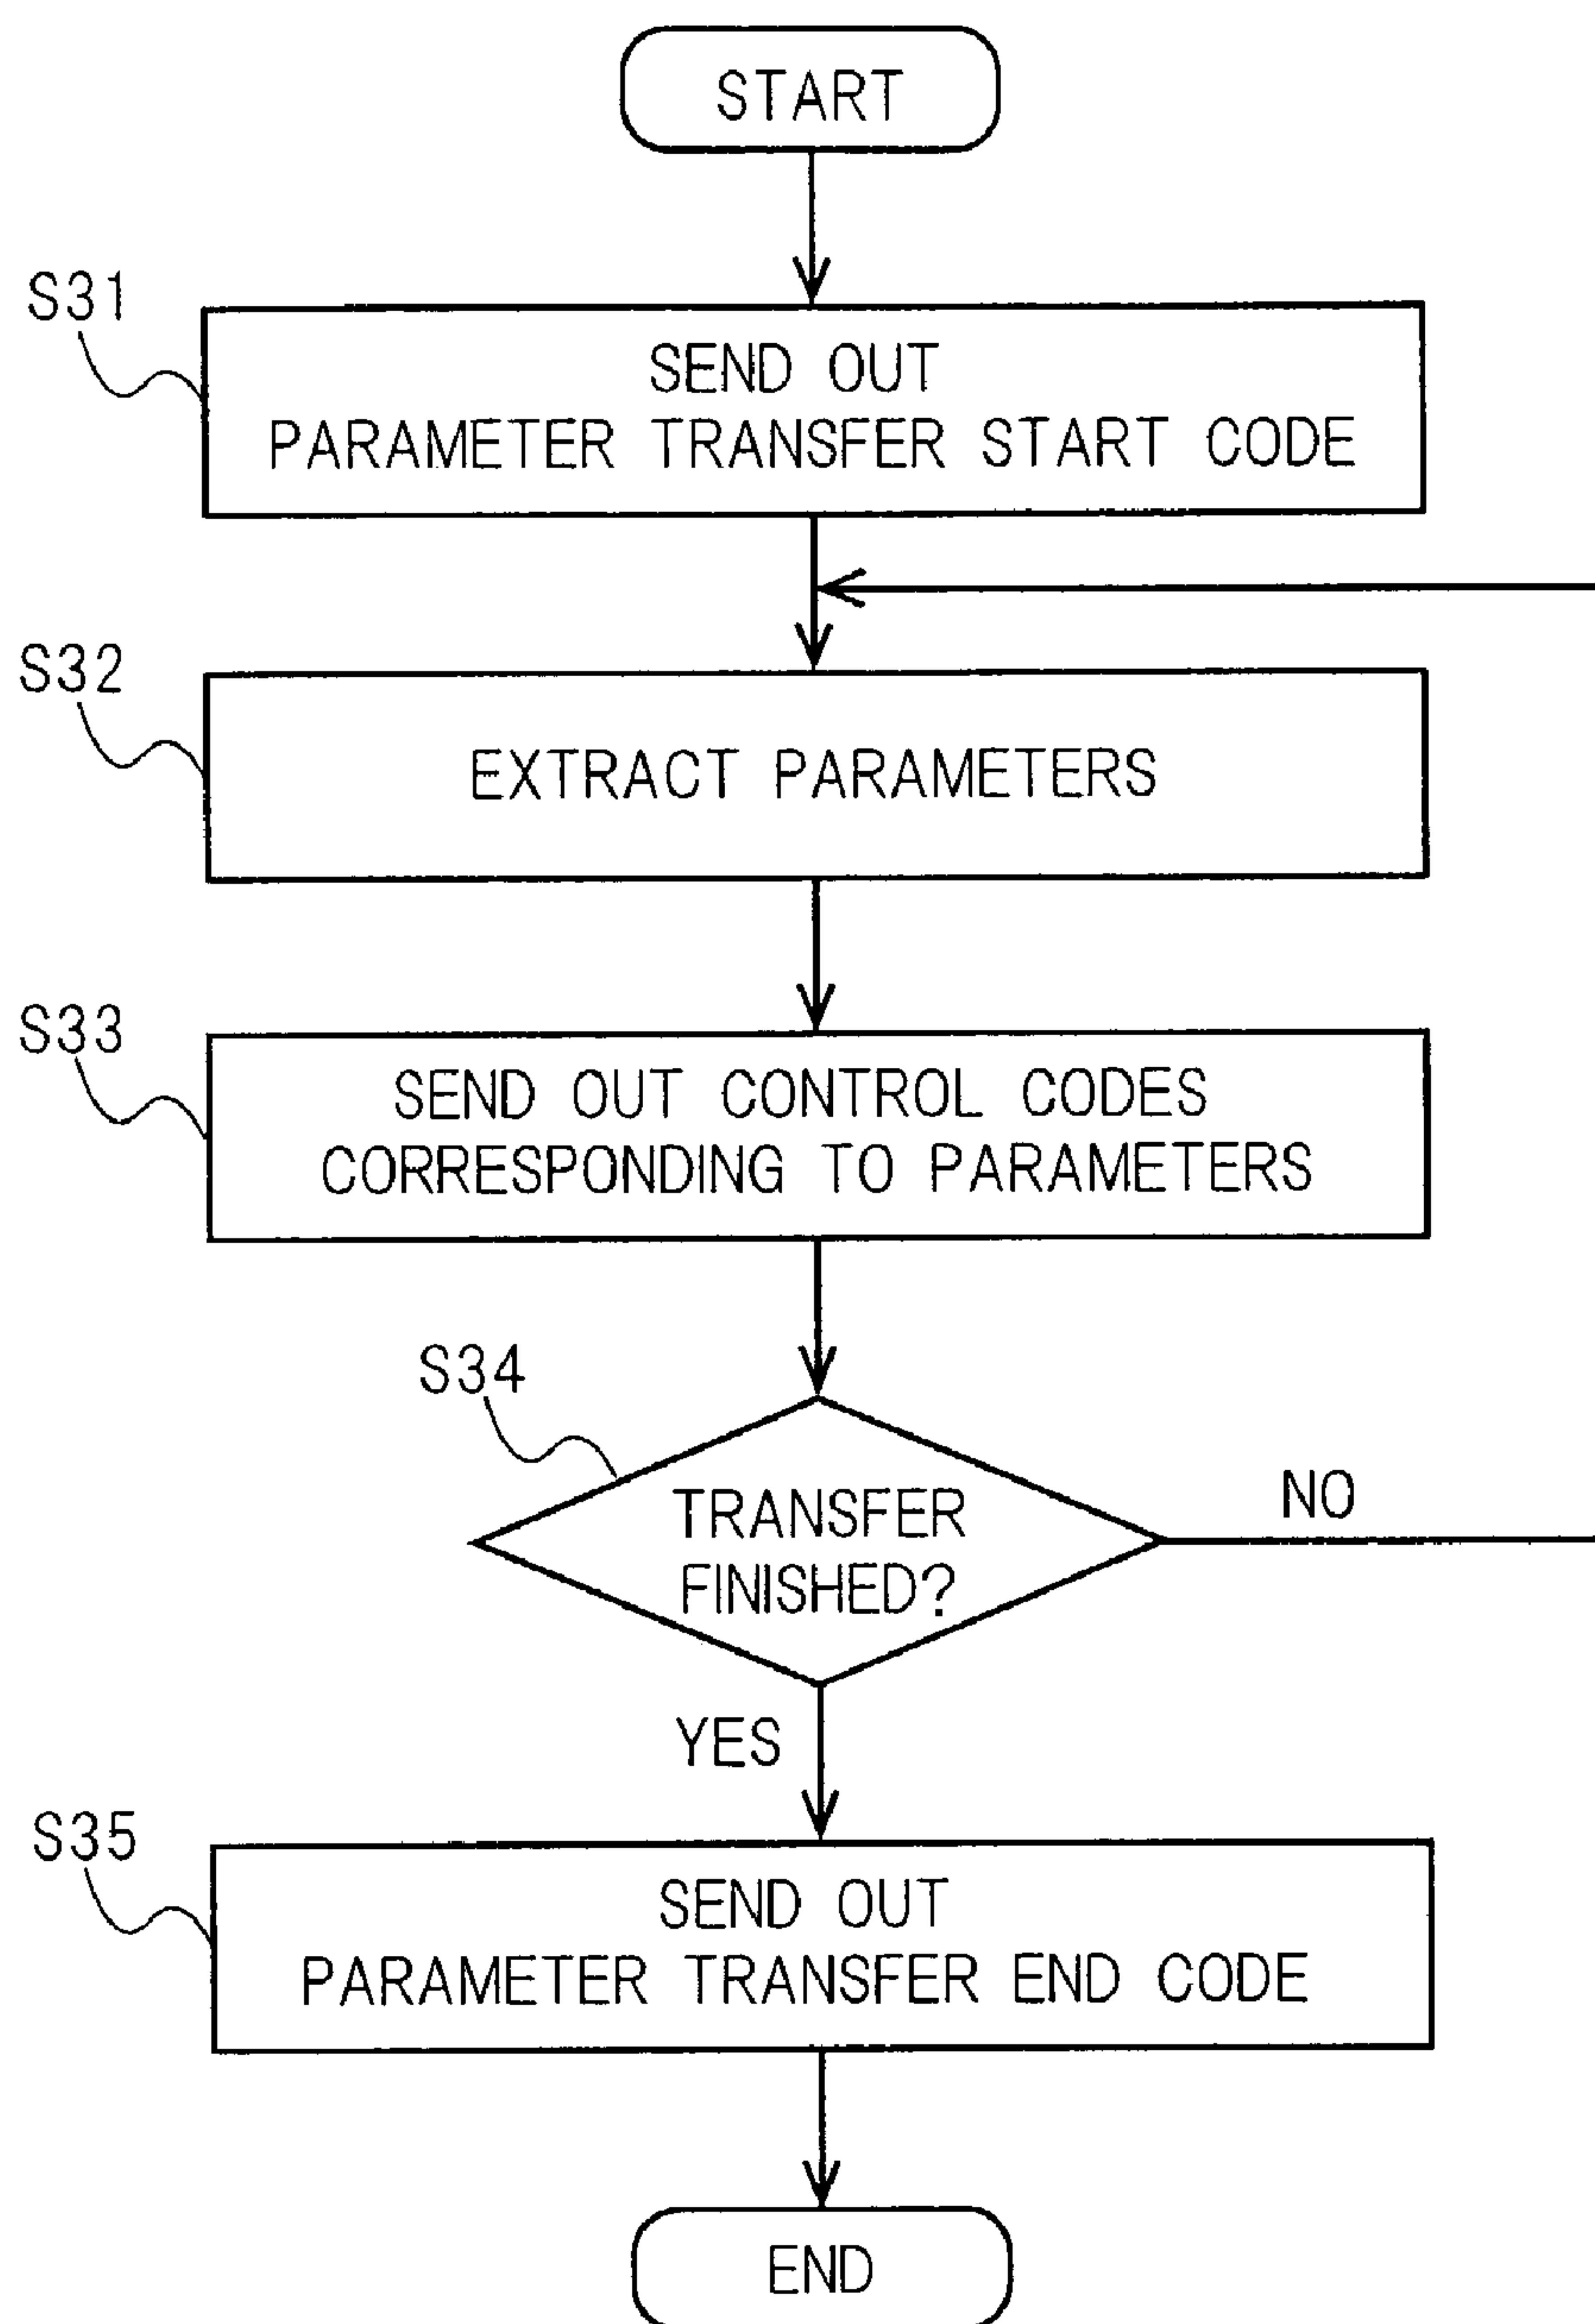 START
S31
SEND OUT
PARAMETER TRANSFER START CODE
S32
EXTRACT PARAMETERS
S33
SEND OUT CONTROL CODES
CORRESPONDING TO PARAMETERS
S34
TRANSFER
FINISHED?
NO
YES
S35
SEND OUT
PARAMETER TRANSFER END CODE
END